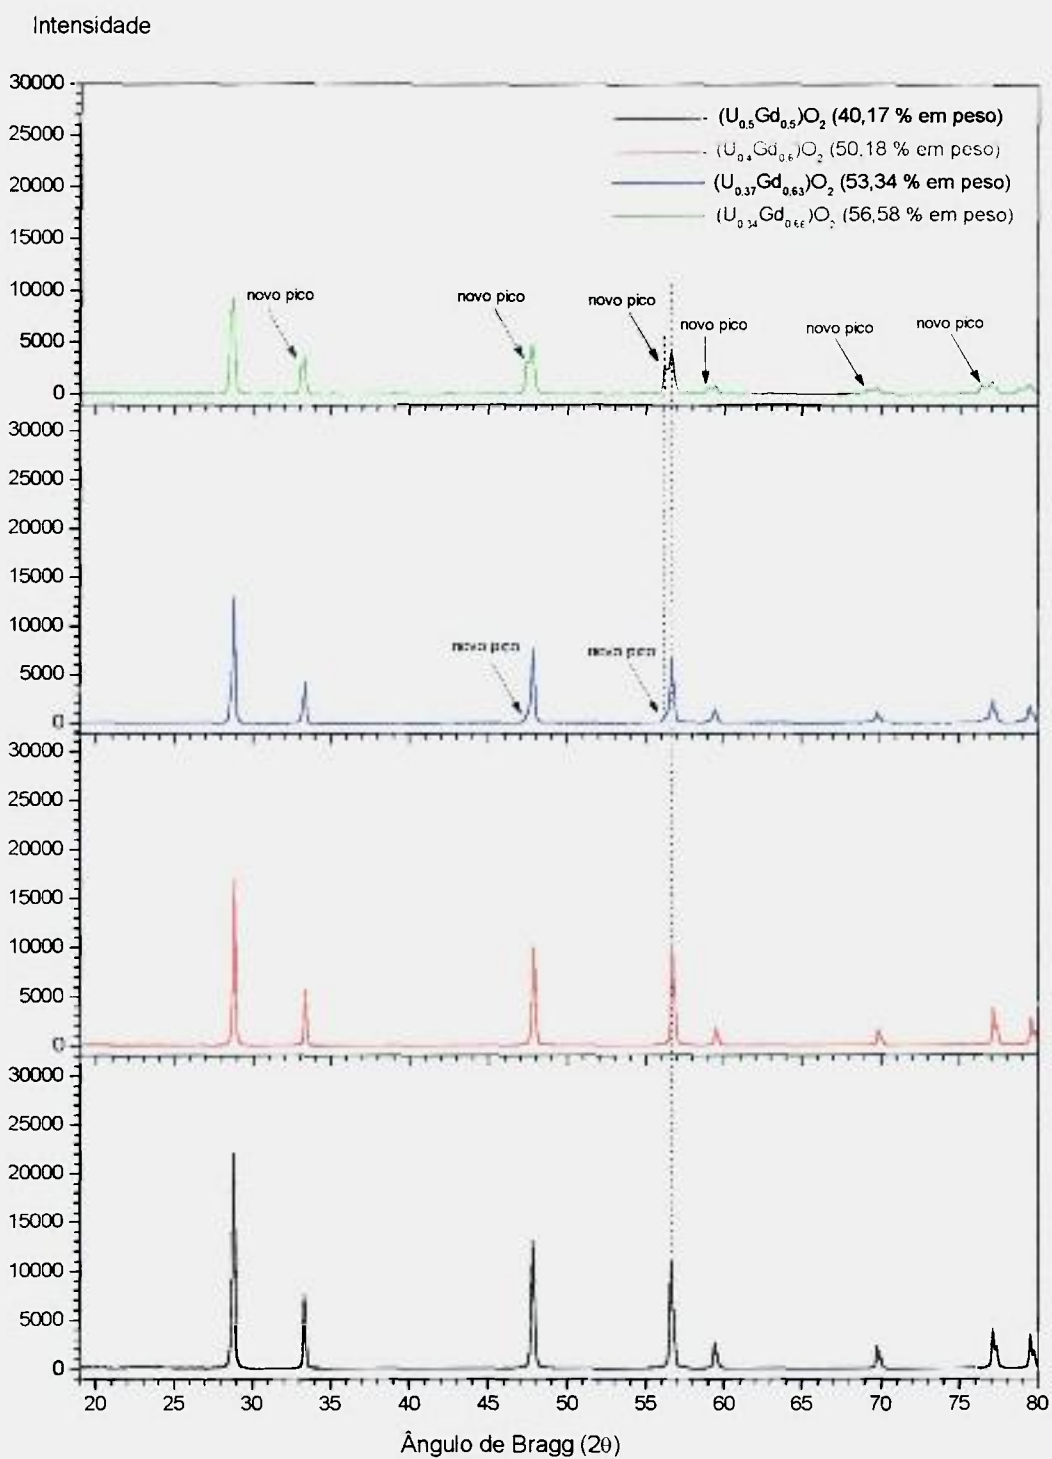 Intensidade
30000
25000
20000
15000
10000
5000
0
(U0,5Gd0,5)O2 (40,17 % em peso)
(U0,4Gd0,6)O2 (50,18 % em peso)
(U0,37Gd0,63)O2 (53,34 % em peso)
(U0,34Gd0,66)O2 (56,58 % em peso)
novo pico
novo pico
novo pico
novo pico
novo pico
novo pico
30000
25000
20000
15000
10000
5000
0
novo pico
novo pico
30000
25000
20000
15000
10000
5000
0
30000
25000
20000
15000
10000
5000
0
20 25 30 35 40 45 50 55 60 65 70 75 80
Ângulo de Bragg (2θ)